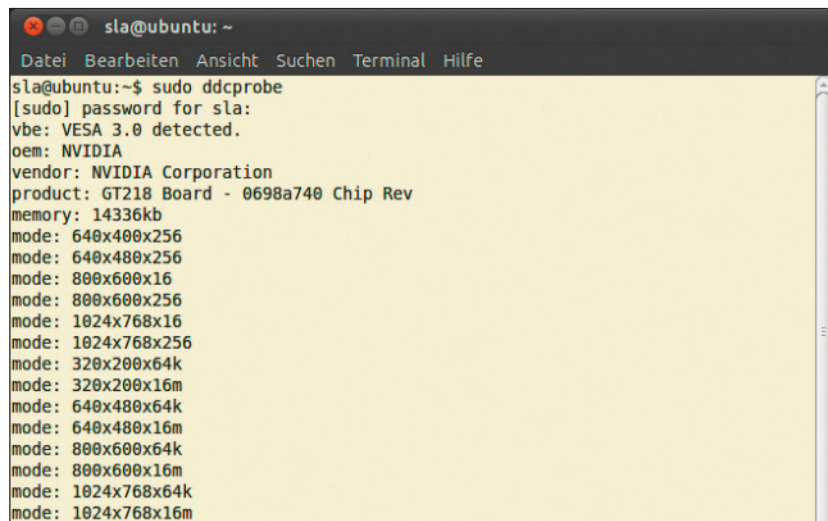 sla@ubuntu: ~
Datei Bearbeiten Ansicht Suchen Terminal Hilfe
sla@ubuntu:~$ sudo ddcprobe
[sudo] password for sla:
vbe: VESA 3.0 detected.
oem: NVIDIA
vendor: NVIDIA Corporation
product: GT218 Board - 0698a740 Chip Rev
memory: 14336kb
mode: 640x400x256
mode: 640x480x256
mode: 800x600x16
mode: 800x600x256
mode: 1024x768x16
mode: 1024x768x256
mode: 320x200x64k
mode: 320x200x16m
mode: 640x480x64k
mode: 640x480x16m
mode: 800x600x64k
mode: 800x600x16m
mode: 1024x768x64k
mode: 1024x768x16m